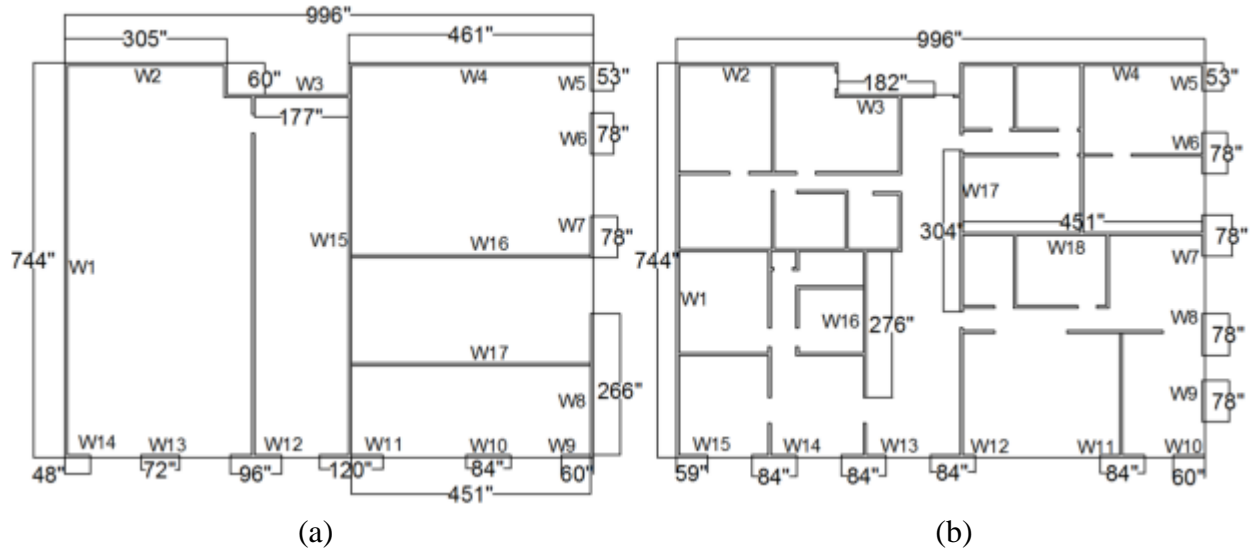 996"
305"
461"
W2
60"
W3
W4
W5
53"
177"
W6
78"
W15
W7
78"
744"
W1
W16
W17
266"
W8
W14
W13
W12
W11
W10
W9
48"
72"
96"
120"
84"
60"
451"
(a)
996"
W2
182"
W3
W4
W5
53"
W6
78"
W17
451"
304"
W18
78"
W7
744"
W1
W16
276"
W8
78"
W9
78"
W15
W14
W13
W12
W11
W10
59"
84"
84"
84"
84"
60"
(b)